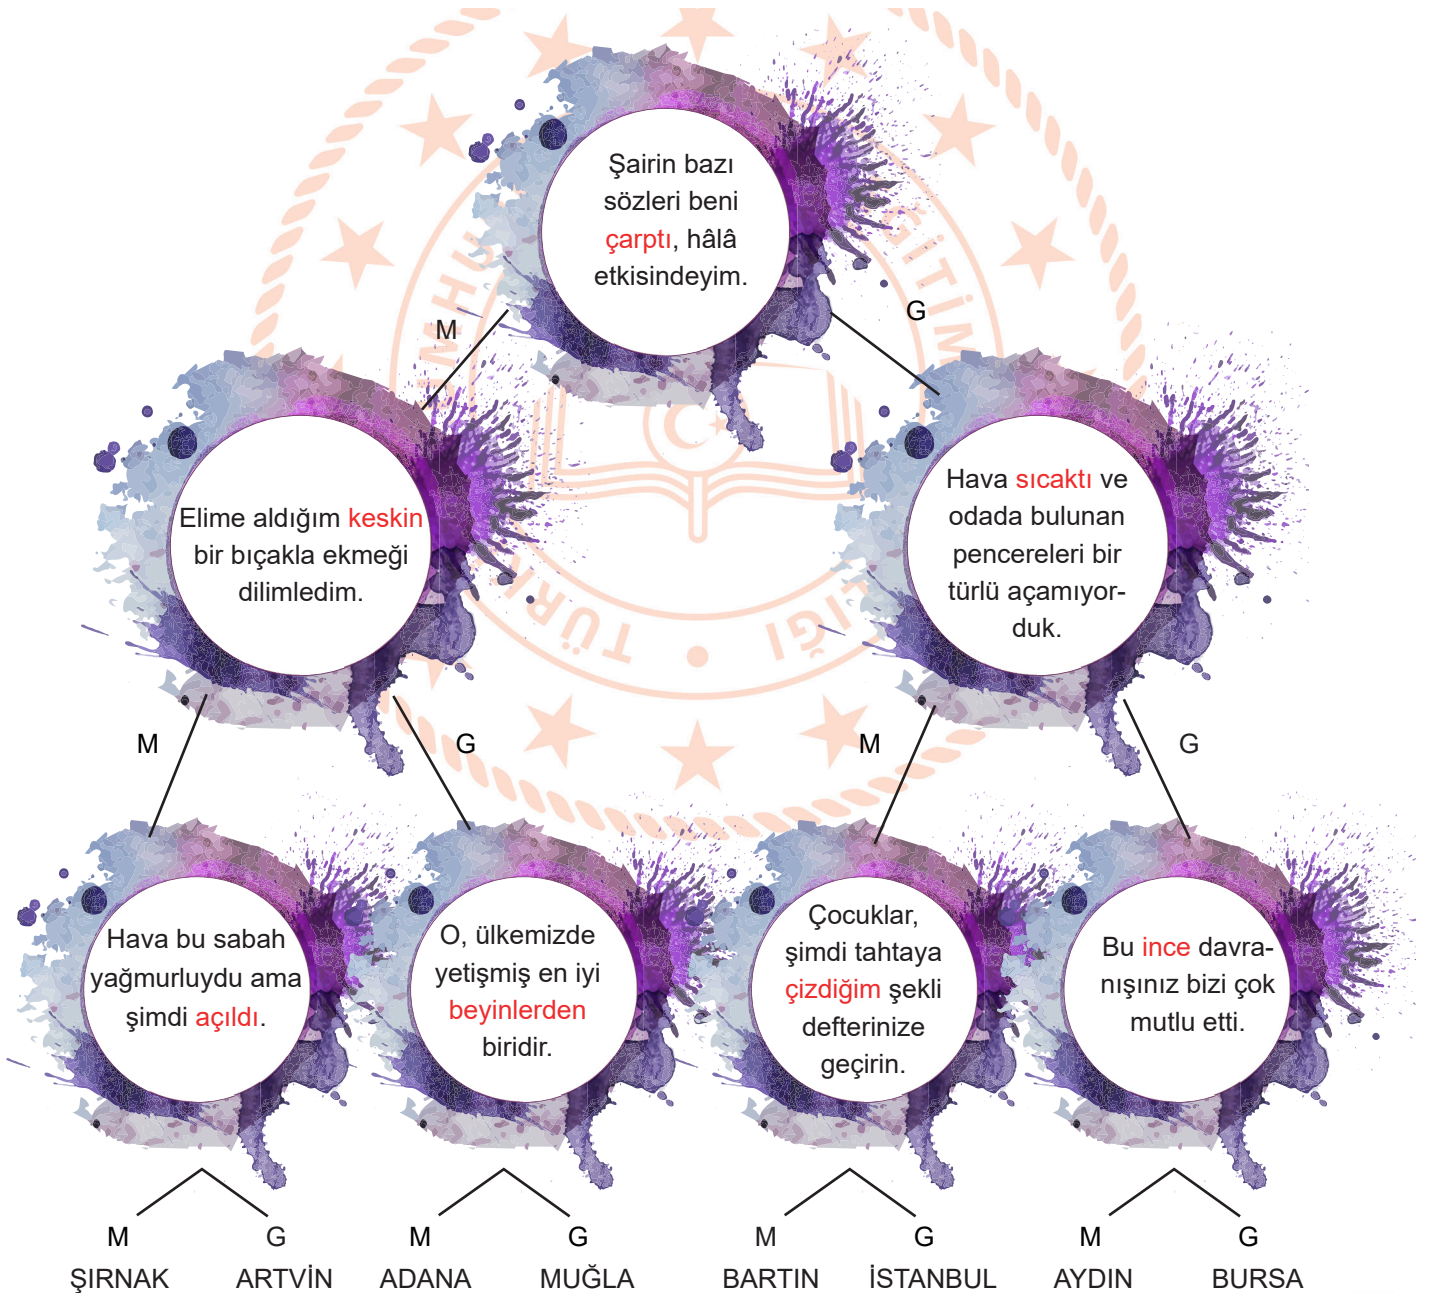 Şairin bazı
sözleri beni
çarptı, hâlâ
etkisindeyim.
M
G
Elime aldığım keskin
bir bıçakla ekmeği
dilimledim.
Hava sıcaktı ve
odada bulunan
pencereleri bir
türlü açamıyor-
duk.
M
G
M
G
Hava bu sabah
yağmurluydu ama
şimdi açıldı.
O, ülkemizde
yetişmiş en iyi
beyinlerden
biridir.
Çocuklar,
şimdi tahtaya
çizdiğim şekli
defterinize
geçirin.
Bu ince davra-
nışınız bizi çok
mutlu etti.
M G M G M G M G
ŞIRNAK ARTVİN ADANA MUĞLA BARTIN İSTANBUL AYDIN BURSA